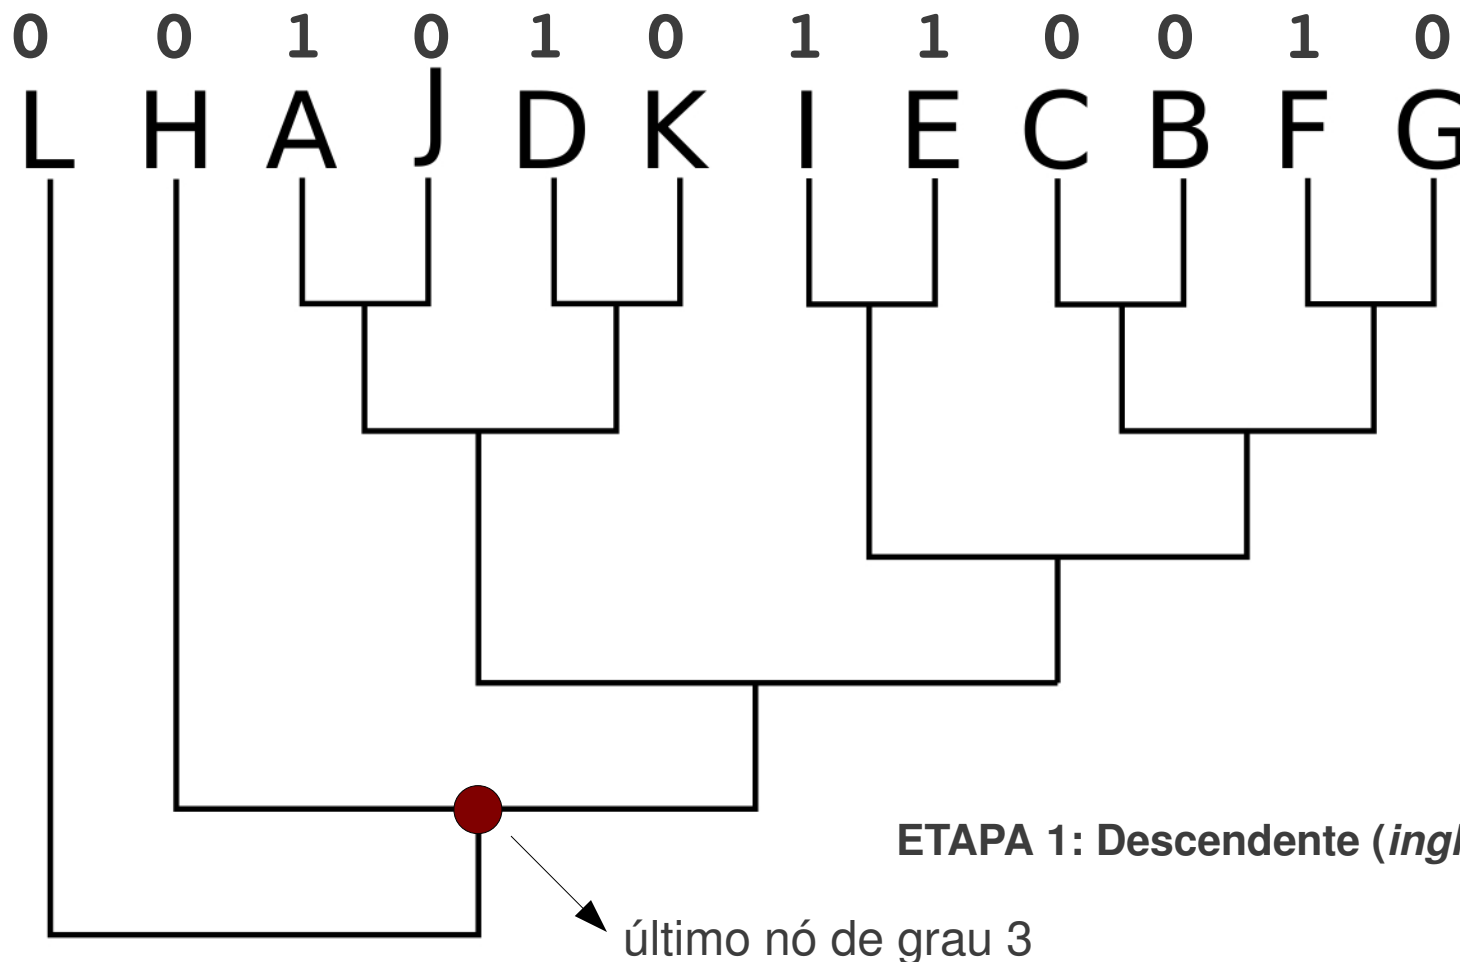 0 0 1 0 1 0 1 1 0 0 1 0
L H A J D K I E C B F G
ETAPA 1: Descendente (ingl
último nó de grau 3